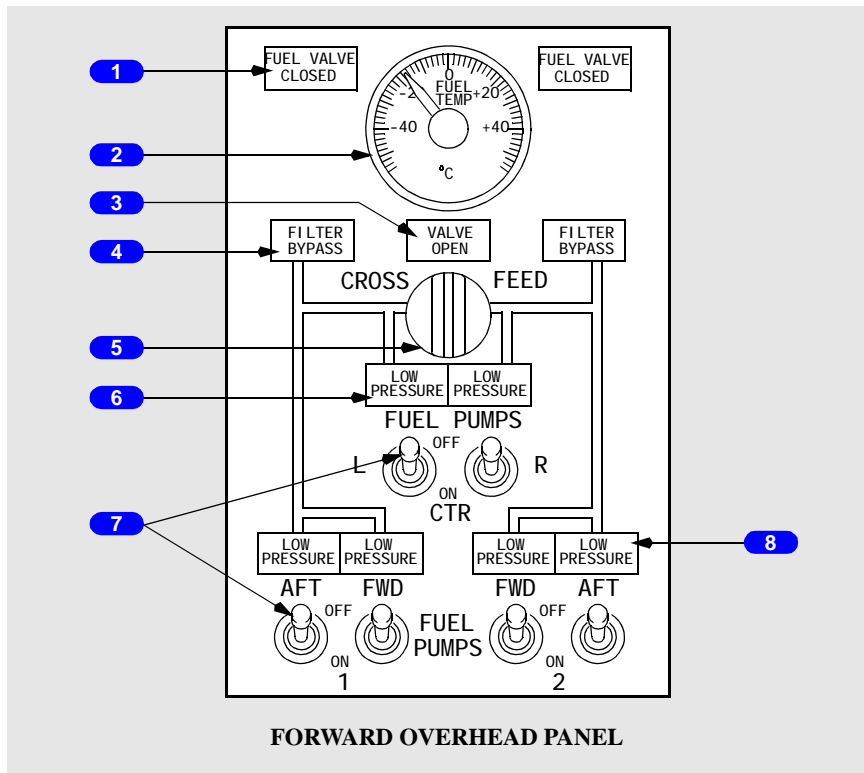 1
FUEL VALVE
CLOSED
FUEL VALVE
CLOSED
0
-2
+20
FUEL
TEMP
-40
+40
°C
2
3
4
FILTER
BYPASS
VALVE
OPEN
FILTER
BYPASS
CROSS FEED
5
6
LOW
PRESSURE
LOW
PRESSURE
FUEL PUMPS
OFF
L
R
ON
CTR
7
8
LOW
PRESSURE
LOW
PRESSURE
LOW
PRESSURE
LOW
PRESSURE
AFT
FWD
FWD
AFT
OFF
OFF
FUEL
PUMPS
ON
ON
1
2
FORWARD OVERHEAD PANEL